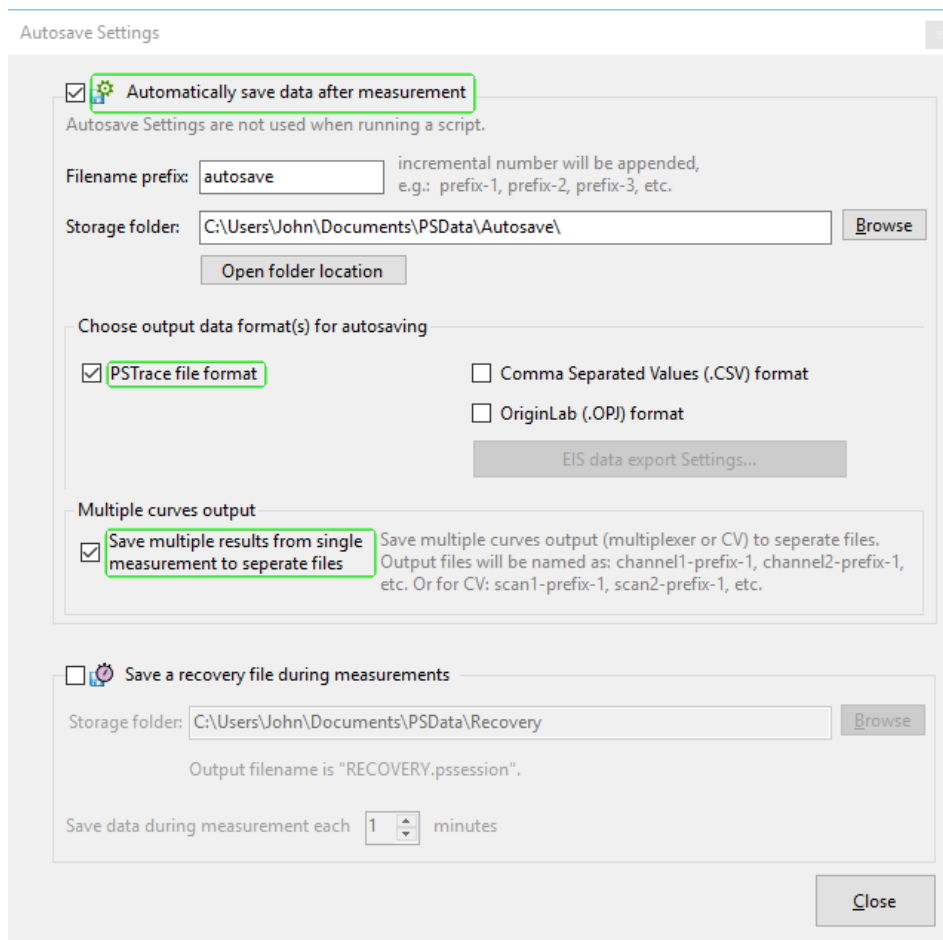 Autosave Settings
Automatically save data after measurement
Autosave Settings are not used when running a script.
Filename prefix: autosave
incremental number will be appended,
e.g.: prefix-1, prefix-2, prefix-3, etc.
Storage folder: C:\Users\John\Documents\PSData\Autosave\ Browse
Open folder location
Choose output data format(s) for autosaving
PSTrace file format
Comma Separated Values (.CSV) format
OriginLab (.OPJ) format
EIS data export Settings...
Multiple curves output
Save multiple results from single
measurement to seperate files
Save multiple curves output (multiplexer or CV) to seperate files.
Output files will be named as: channel1-prefix-1, channel2-prefix-1,
etc. Or for CV: scan1-prefix-1, scan2-prefix-1, etc.
Save a recovery file during measurements
Storage folder: C:\Users\John\Documents\PSData\Recovery Browse
Output filename is "RECOVERY.pssession".
Save data during measurement each 1 minutes
Close